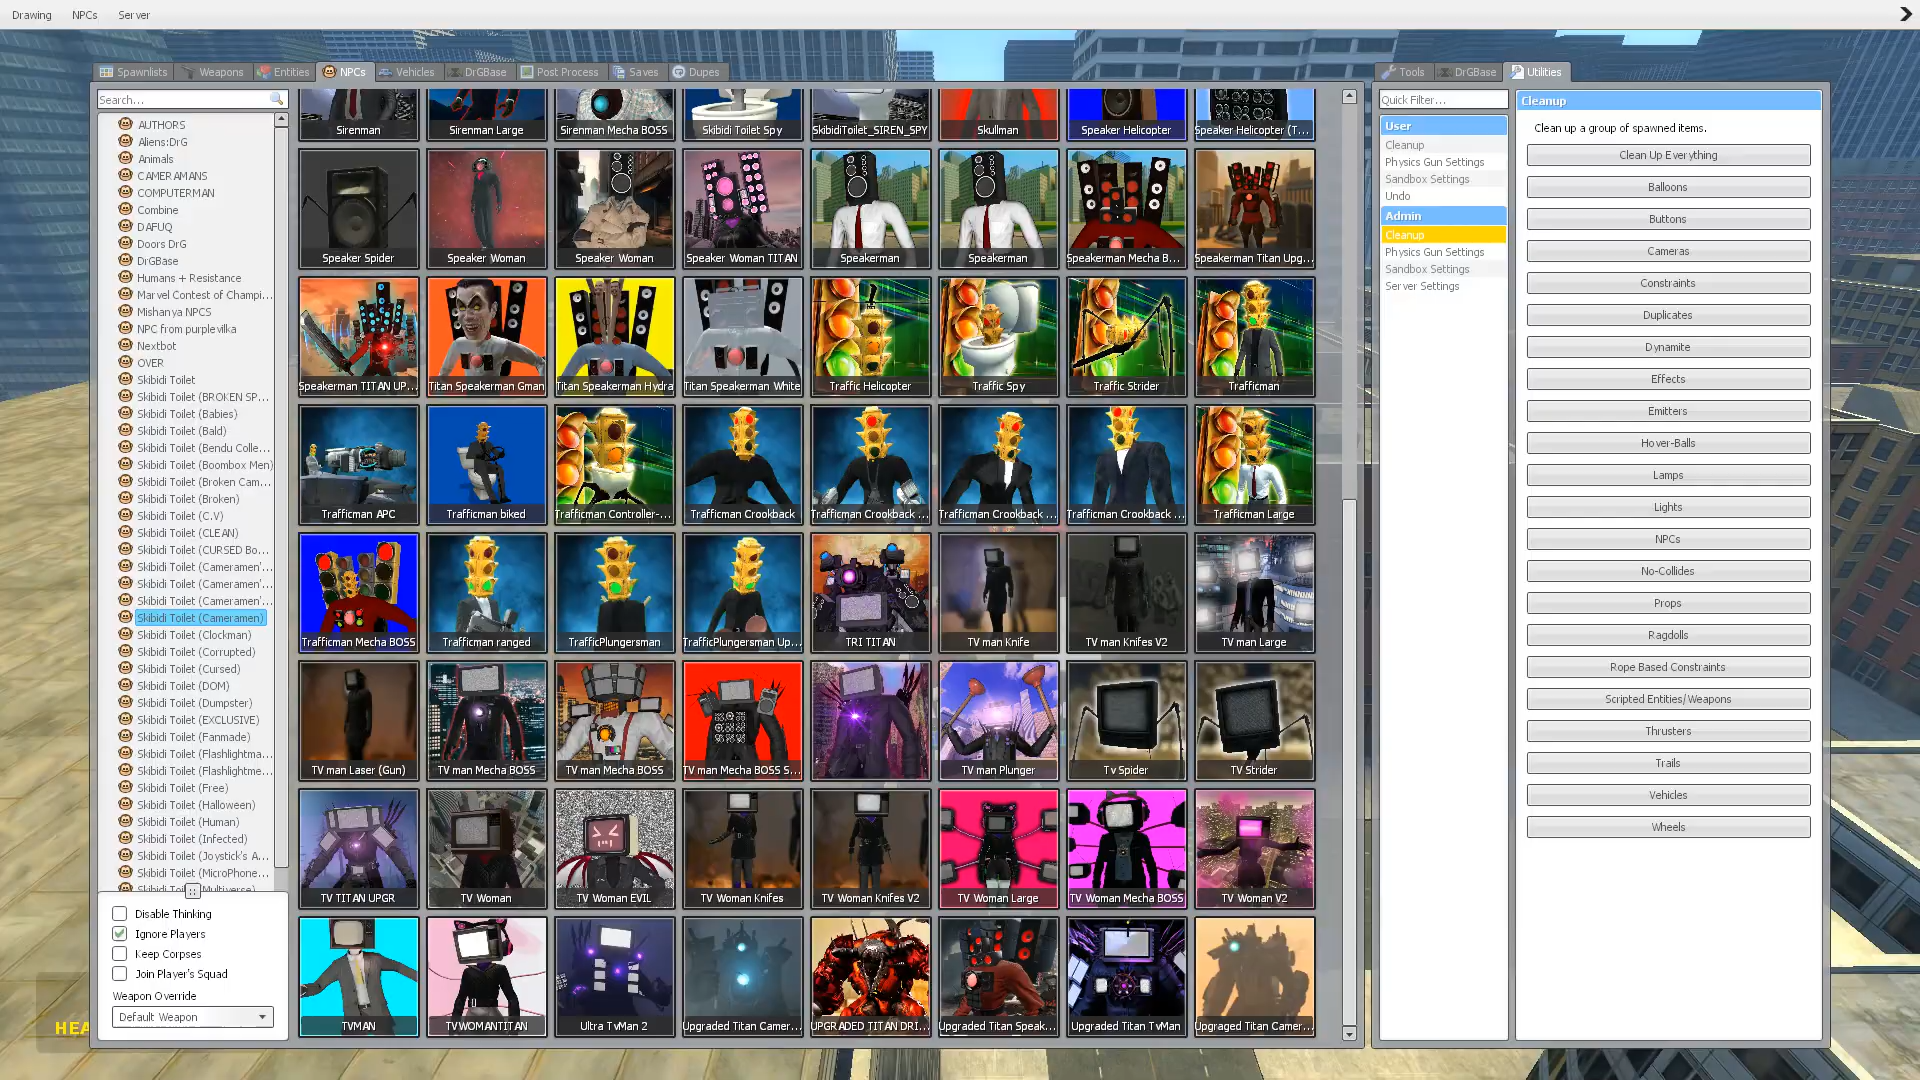 Drawing NPCs Server
Spawnlists Weapons Entities NPCs Vehicles DrGBase Post Process Saves Dupes
Tools DrGBase Utilities
Search...
AUTHORS
Aliens:DrG
Animals
CAMERAMANS
COMPUTERMAN
Combine
DAFUQ
Doors DrG
DrGBase
Humans + Resistance
Marvel Contest of Champi...
Mishanya NPCS
NPC from purplevilka
Nextbot
OVER
Skibidi Toilet
Skibidi Toilet (BROKEN SP...
Skibidi Toilet (Babies)
Skibidi Toilet (Bald)
Skibidi Toilet (Bendu Colle...
Skibidi Toilet (Boombox Men)
Skibidi Toilet (Broken Cam...
Skibidi Toilet (Broken)
Skibidi Toilet (C.V)
Skibidi Toilet (CLEAN)
Skibidi Toilet (CURSED Bo...
Skibidi Toilet (Cameramen'...
Skibidi Toilet (Cameramen'...
Skibidi Toilet (Cameramen'...
Skibidi Toilet (Cameramen)
Skibidi Toilet (Clockman)
Skibidi Toilet (Corrupted)
Skibidi Toilet (Cursed)
Skibidi Toilet (DOM)
Skibidi Toilet (Dumpster)
Skibidi Toilet (EXCLUSIVE)
Skibidi Toilet (Fanmade)
Skibidi Toilet (Flashlightma...
Skibidi Toilet (Flashlightme...
Skibidi Toilet (Free)
Skibidi Toilet (Halloween)
Skibidi Toilet (Human)
Skibidi Toilet (Infected)
Skibidi Toilet (Joystick's A...
Skibidi Toilet (MicroPhone...
Disable Thinking
Ignore Players
Keep Corpses
Join Player's Squad
Weapon Override
Default Weapon
HEA
Sirenman Sirenman Large Sirenman Mecha BOSS Skibidi Toilet Spy SkibidiToilet_SIREN_SPY Skullman Speaker Helicopter Speaker Helicopter (T...
Speaker Spider Speaker Woman Speaker Woman Speaker Woman TITAN Speakerman Speakerman Speakerman Mecha B... Speakerman Titan Upg...
Speakerman TITAN UP... Titan Speakerman Gman Titan Speakerman Hydra Titan Speakerman White Traffic Helicopter Traffic Spy Traffic Strider Trafficman
Trafficman APC Trafficman biked Trafficman Controller-... Trafficman Crookback Trafficman Crookback ... Trafficman Crookback ... Trafficman Crookback ... Trafficman Large
Trafficman Mecha BOSS Trafficman ranged TrafficPlungersman TrafficPlungersman Up... TRI TITAN TV man Knife TV man Knifes V2 TV man Large
TV man Laser (Gun) TV man Mecha BOSS TV man Mecha BOSS TV man Mecha BOSS S... TV man Plunger Tv Spider TV Strider
TV TITAN UPGR TV Woman TV Woman EVIL TV Woman Knifes TV Woman Knifes V2 TV Woman Large TV Woman Mecha BOSS TV Woman V2
TVMAN TVWOMANTITAN Ultra TvMan 2 Upgraded Titan Camer... UPGRADED TITAN DRI... Upgraded Titan Speak... Upgraded Titan TvMan Upgraged Titan Camer...
Quick Filter...
User
Cleanup
Physics Gun Settings
Sandbox Settings
Undo
Admin
Cleanup
Physics Gun Settings
Sandbox Settings
Server Settings
Cleanup
Clean up a group of spawned items.
Clean Up Everything
Balloons
Buttons
Cameras
Constraints
Duplicates
Dynamite
Effects
Emitters
Hover-Balls
Lamps
Lights
NPCs
No-Collides
Props
Ragdolls
Rope Based Constraints
Scripted Entities/Weapons
Thrusters
Trails
Vehicles
Wheels